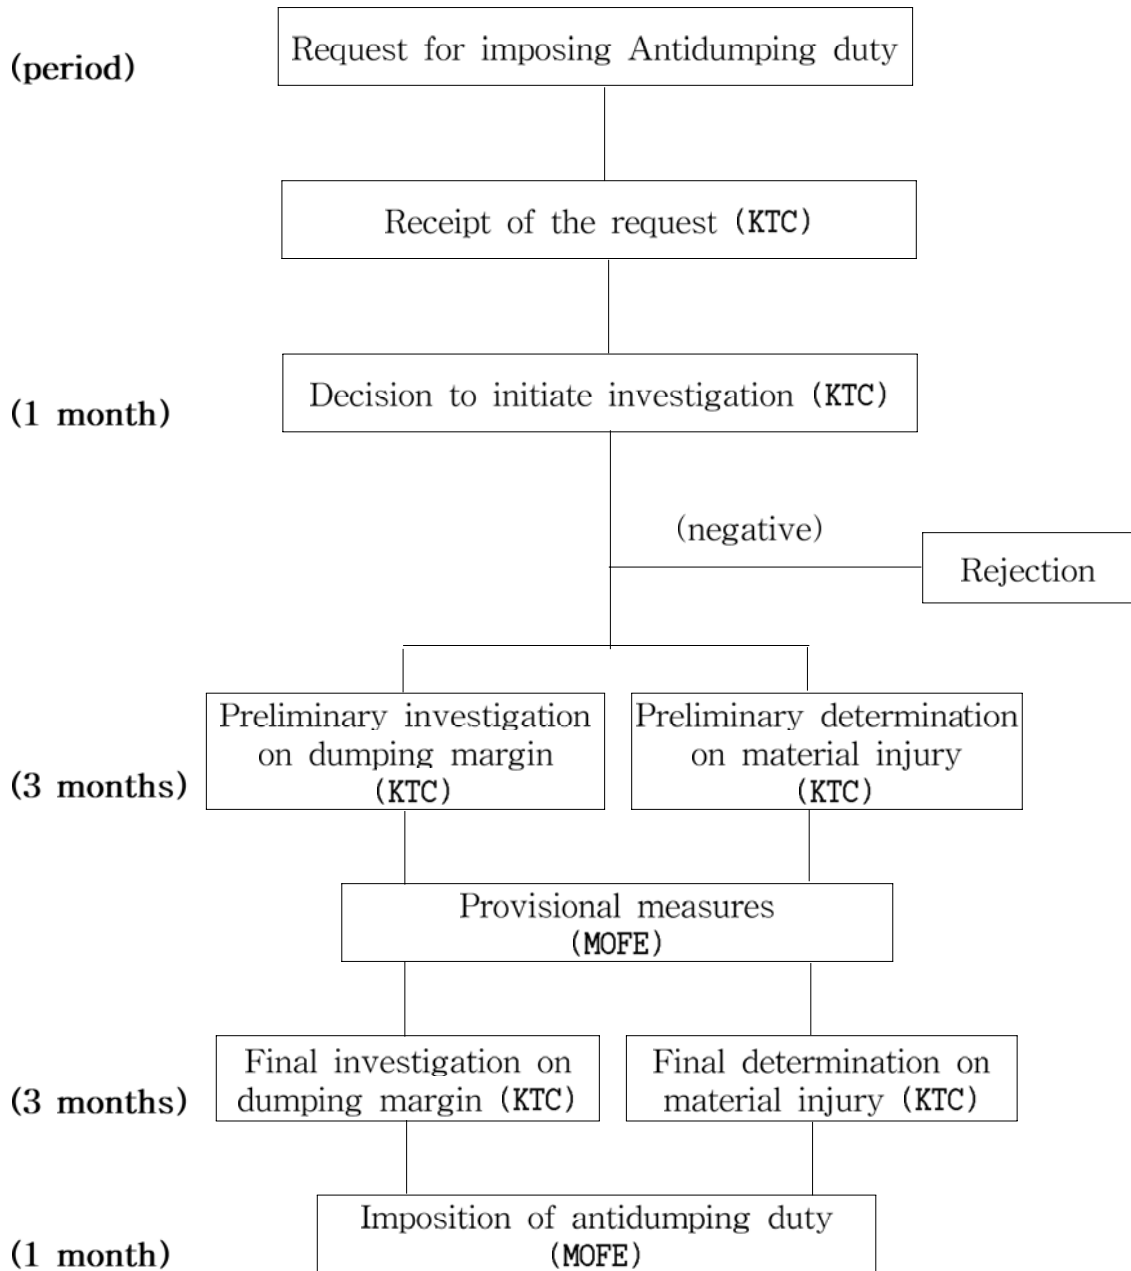 Request for imposing Antidumping duty
(period)
Receipt of the request (KTC)
Decision to initiate investigation (KTC)
(1 month)
(negative)
Rejection
Preliminary investigation
on dumping margin
(KTC)
Preliminary determination
on material injury
(KTC)
(3 months)
Provisional measures
(MOFE)
Final investigation on
dumping margin (KTC)
Final determination on
material injury (KTC)
(3 months)
Imposition of antidumping duty
(MOFE)
(1 month)